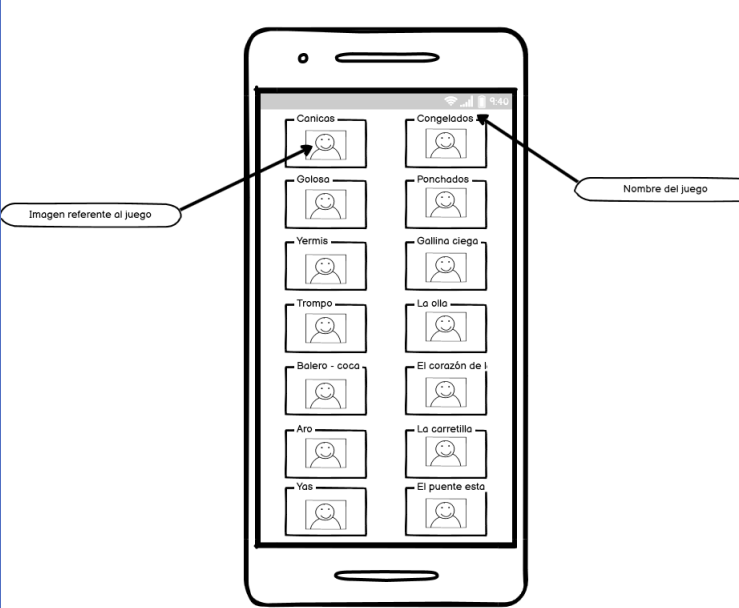 9:40
Canicas
Congelados
Golosa
Ponchados
Yermis
Gallina ciega
Trompo
La olla
Balero - coca
El corazón de
Aro
La carretilla
Yas
El puente esta
Imagen referente al juego
Nombre del juego